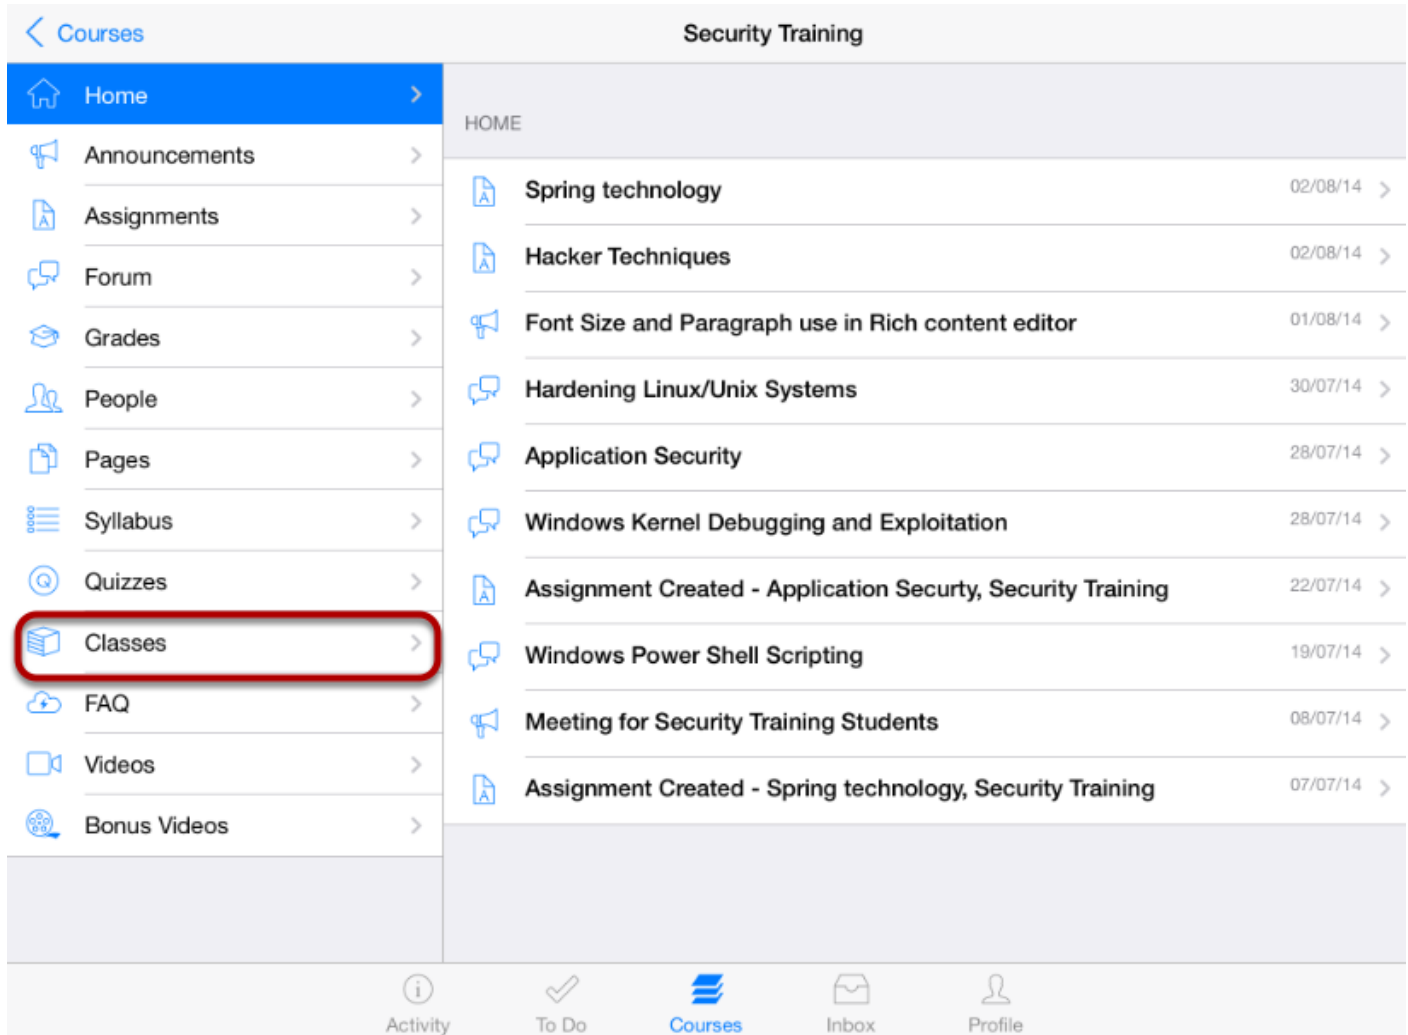 Courses
Security Training
Home
Announcements
Assignments
Forum
Grades
People
Pages
Syllabus
Quizzes
Classes
FAQ
Videos
Bonus Videos
HOME
Spring technology 02/08/14
Hacker Techniques 02/08/14
Font Size and Paragraph use in Rich content editor 01/08/14
Hardening Linux/Unix Systems 30/07/14
Application Security 28/07/14
Windows Kernel Debugging and Exploitation 28/07/14
Assignment Created - Application Securty, Security Training 22/07/14
Windows Power Shell Scripting 19/07/14
Meeting for Security Training Students 08/07/14
Assignment Created - Spring technology, Security Training 07/07/14
Activity To Do Courses Inbox Profile